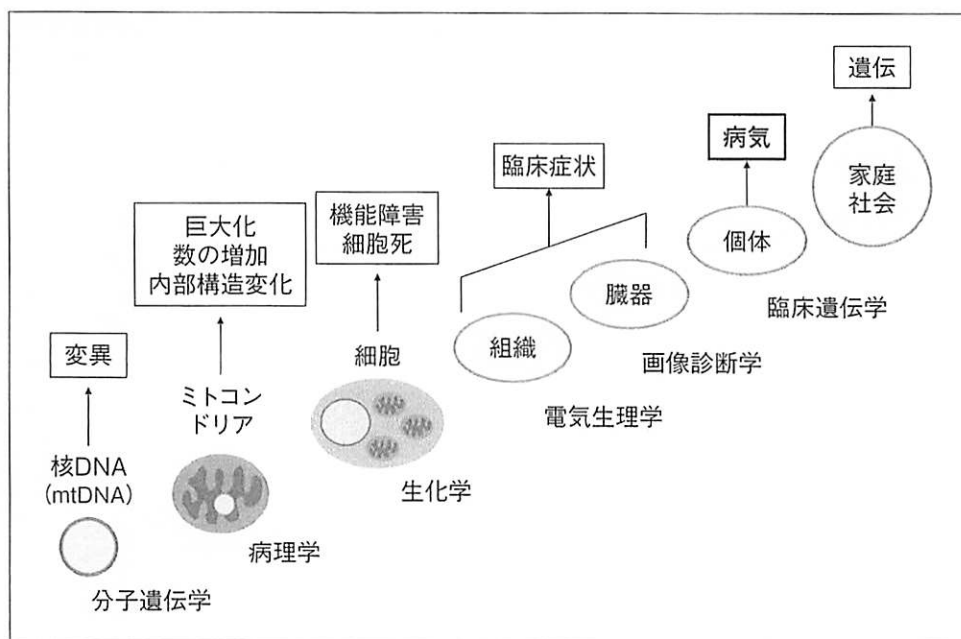 遺伝
家庭
社会
病気
個体
臨床遺伝学
臨床症状
臓器
組織
画像診断学
電気生理学
機能障害
細胞死
細胞
生化学
巨大化
数の増加
内部構造変化
ミトコン
ドリア
病理学
変異
核DNA
(mtDNA)
分子遺伝学